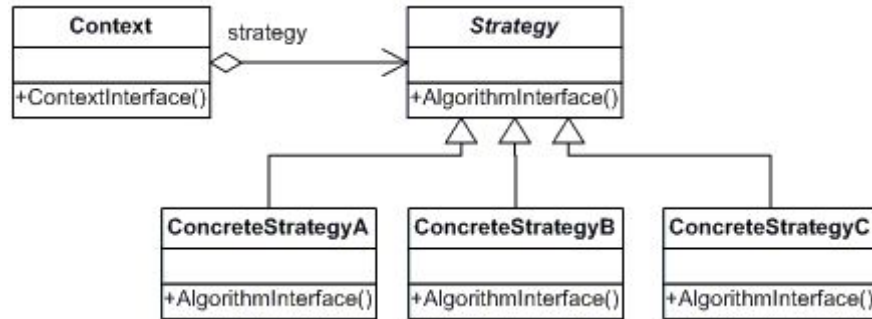 Context
strategy
Strategy
+ContextInterface()
+AlgorithmInterface()
ConcreteStrategyA
ConcreteStrategyB
ConcreteStrategyC
+AlgorithmInterface()
+AlgorithmInterface()
+AlgorithmInterface()